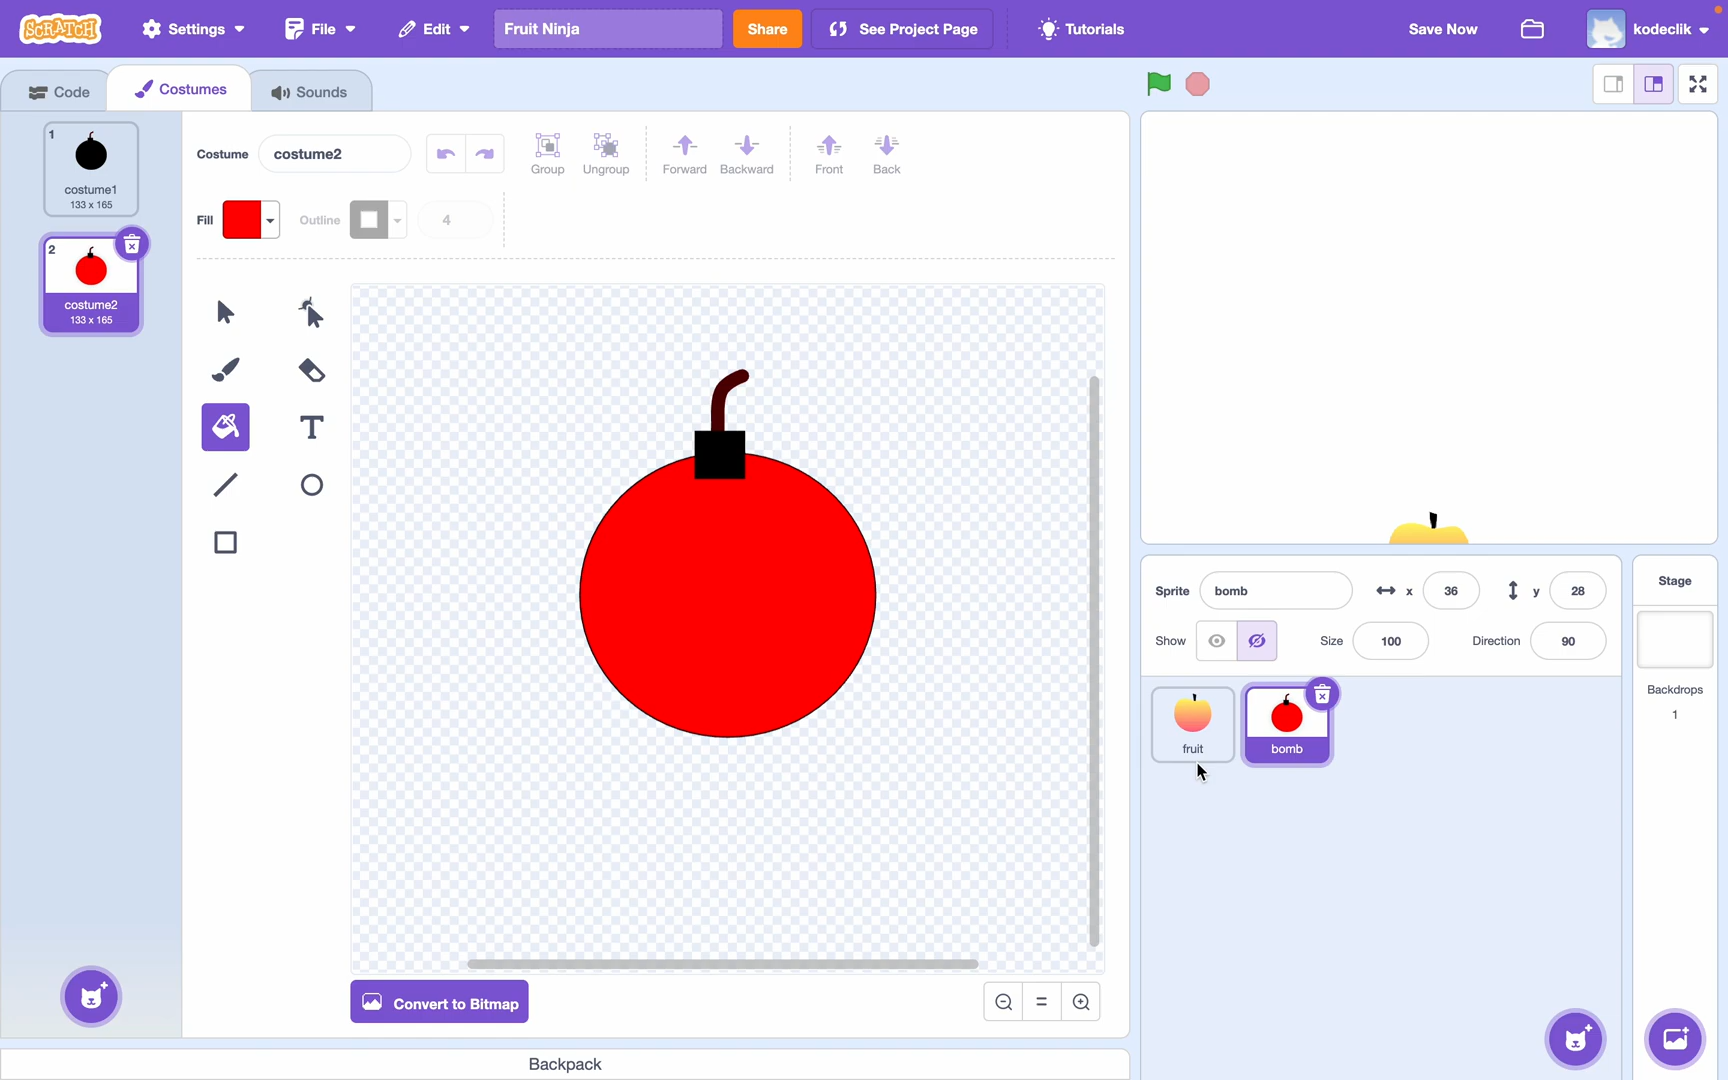 SCRATCH Settings File Edit Fruit Ninja Share See Project Page Tutorials Save Now kodeclik
Code Costumes Sounds
1
costume1
133 x 165
2
costume2
133 x 165
Costume costume2 Group Ungroup Forward Backward Front Back
Fill Outline 4
T
Convert to Bitmap
Backpack
Sprite bomb x 36 y 28
Show Size 100 Direction 90
fruit bomb
Stage
Backdrops
1